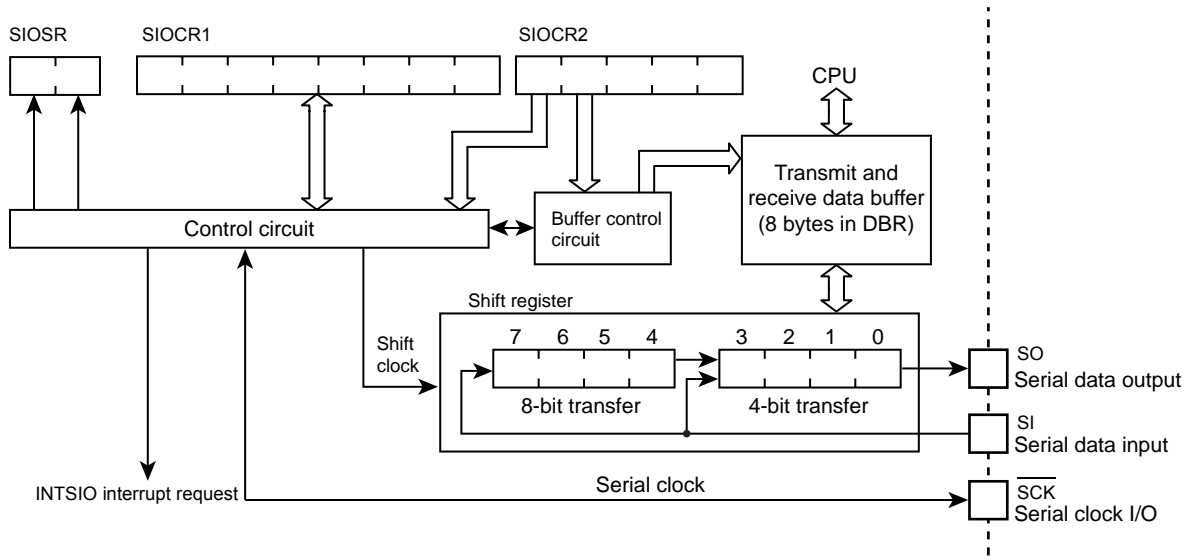 SIOSR
SIOCR1
SIOCR2
CPU
Transmit and
receive data buffer
(8 bytes in DBR)
Control circuit
Buffer control
circuit
Shift register
7 6 5 4 3 2 1 0
Shift
clock
8-bit transfer
4-bit transfer
SO
Serial data output
SI
Serial data input
INTSIO interrupt request
Serial clock
SCK
Serial clock I/O